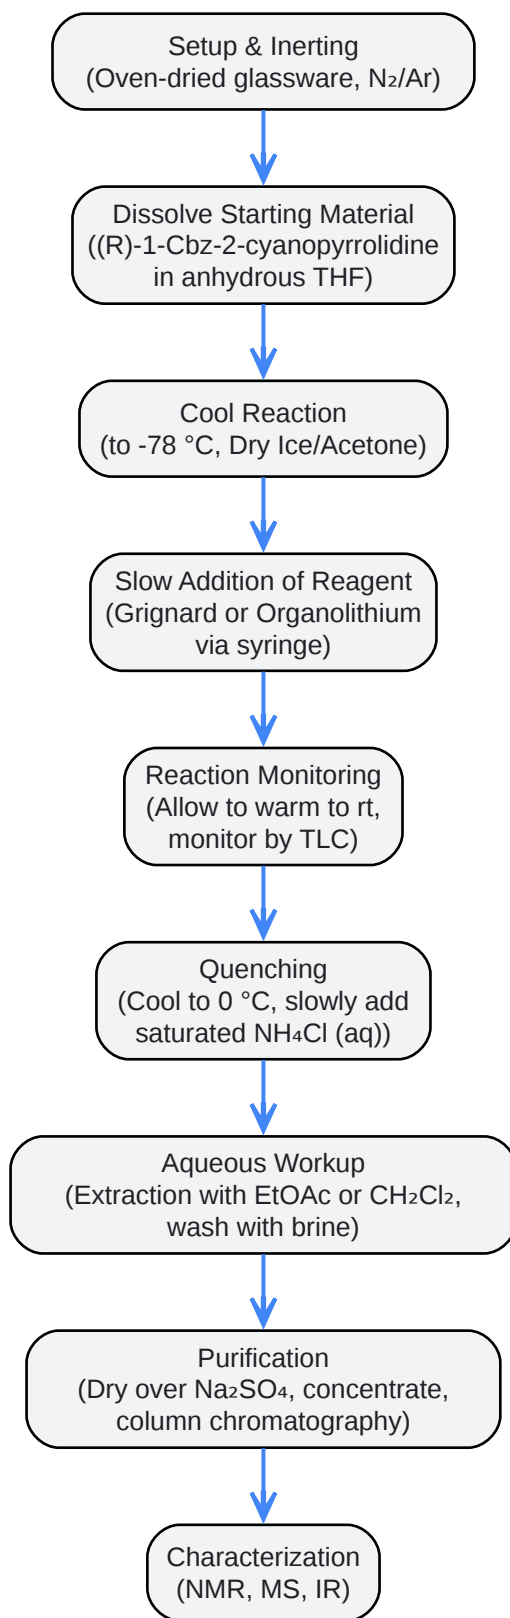 Setup & Inerting
(Oven-dried glassware, N₂/Ar)
Dissolve Starting Material
((R)-1-Cbz-2-cyanopyrrolidine
in anhydrous THF)
Cool Reaction
(to -78 °C, Dry Ice/Acetone)
Slow Addition of Reagent
(Grignard or Organolithium
via syringe)
Reaction Monitoring
(Allow to warm to rt,
monitor by TLC)
Quenching
(Cool to 0 °C, slowly add
saturated NH₄Cl (aq))
Aqueous Workup
(Extraction with EtOAc or CH₂Cl₂,
wash with brine)
Purification
(Dry over Na₂SO₄, concentrate,
column chromatography)
Characterization
(NMR, MS, IR)